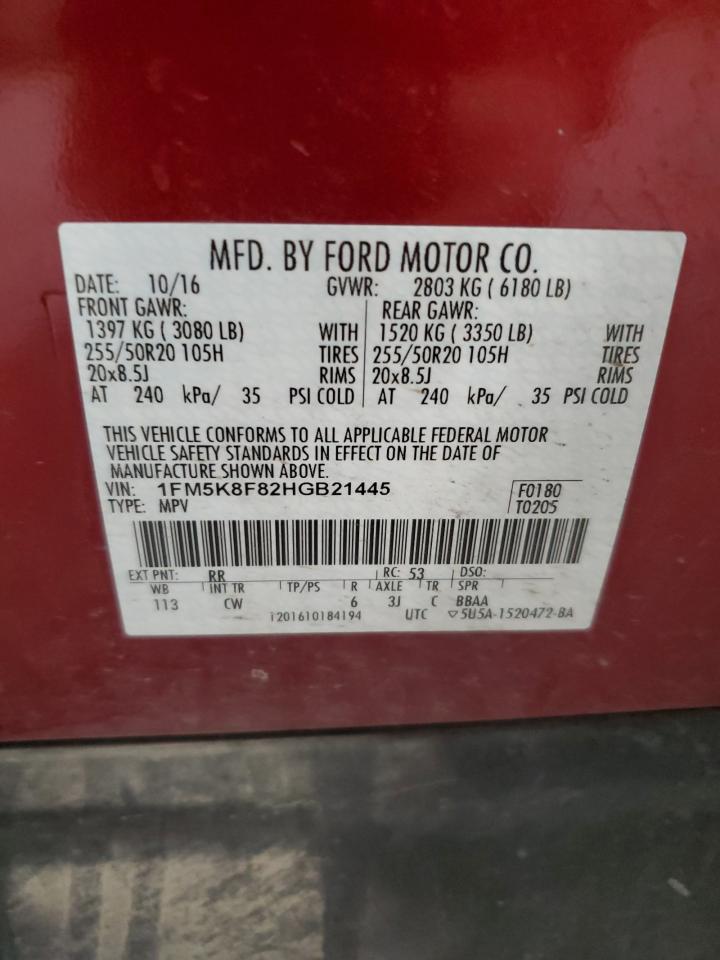 MFD. BY FORD MOTOR CO.
DATE: 10/16 GVWR: 2803 KG ( 6180 LB)
FRONT GAWR: REAR GAWR:
1397 KG ( 3080 LB) WITH 1520 KG ( 3350 LB) WITH
255/50R20 105H TIRES 255/50R20 105H TIRES
20x8.5J RIMS 20x8.5J RIMS
AT 240 kPa/ 35 PSI COLD AT 240 kPa/ 35 PSI COLD
THIS VEHICLE CONFORMS TO ALL APPLICABLE FEDERAL MOTOR
VEHICLE SAFETY STANDARDS IN EFFECT ON THE DATE OF
MANUFACTURE SHOWN ABOVE.
VIN: 1FM5K8F82HGB21445 F0180
TYPE: MPV T0205
EXT PNT: RR RC: 53 DSO:
WB INT TR TP/PS R AXLE TR SPR
113 CW 6 3J C BBAA
1201610184194 UTC ▽5U5A-1520472-BA